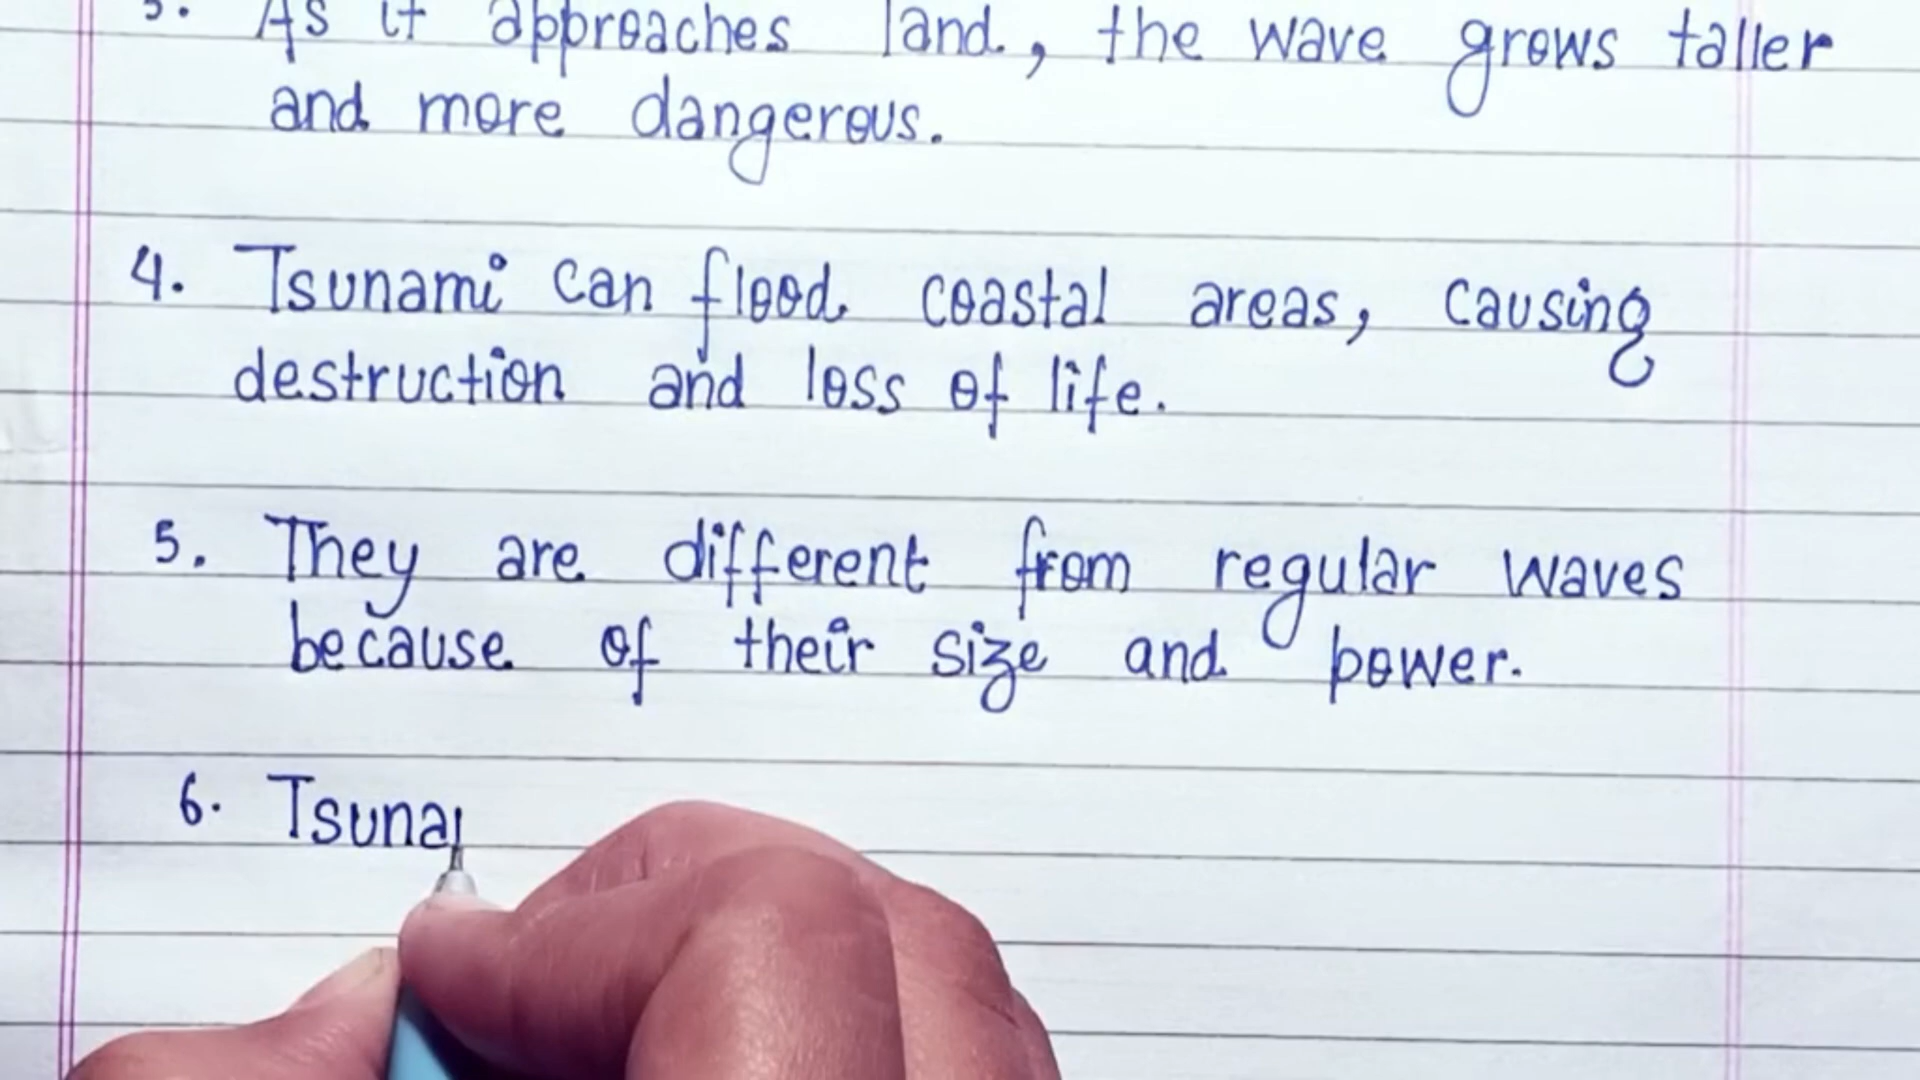 3. As it approaches land, the wave grows taller
and more dangerous.
4. Tsunami can flood coastal areas, causing
destruction and loss of life.
5. They are different from regular waves
because of their size and power.
6. Tsuna